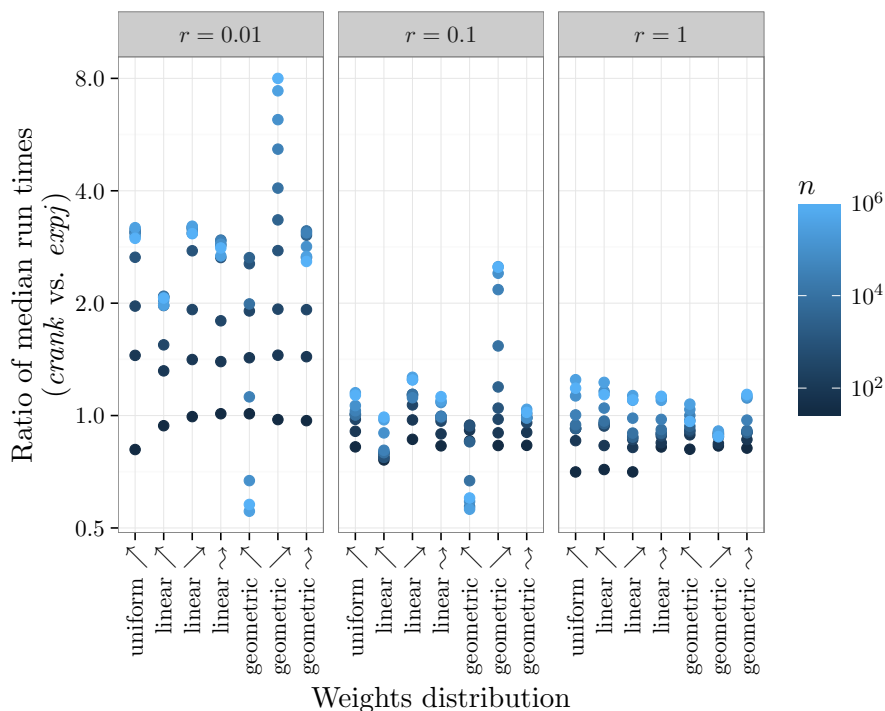 r = 0.01
r = 0.1
r = 1
Ratio of median run times
(crank vs. expj)
8.0
4.0
2.0
1.0
0.5
n
10^6
10^4
10^2
uniform ↖
linear ↖
linear ↗
linear ⤳
geometric ↖
geometric ↗
geometric ⤳
uniform ↖
linear ↖
linear ↗
linear ⤳
geometric ↖
geometric ↗
geometric ⤳
uniform ↖
linear ↖
linear ↗
linear ⤳
geometric ↖
geometric ↗
geometric ⤳
Weights distribution